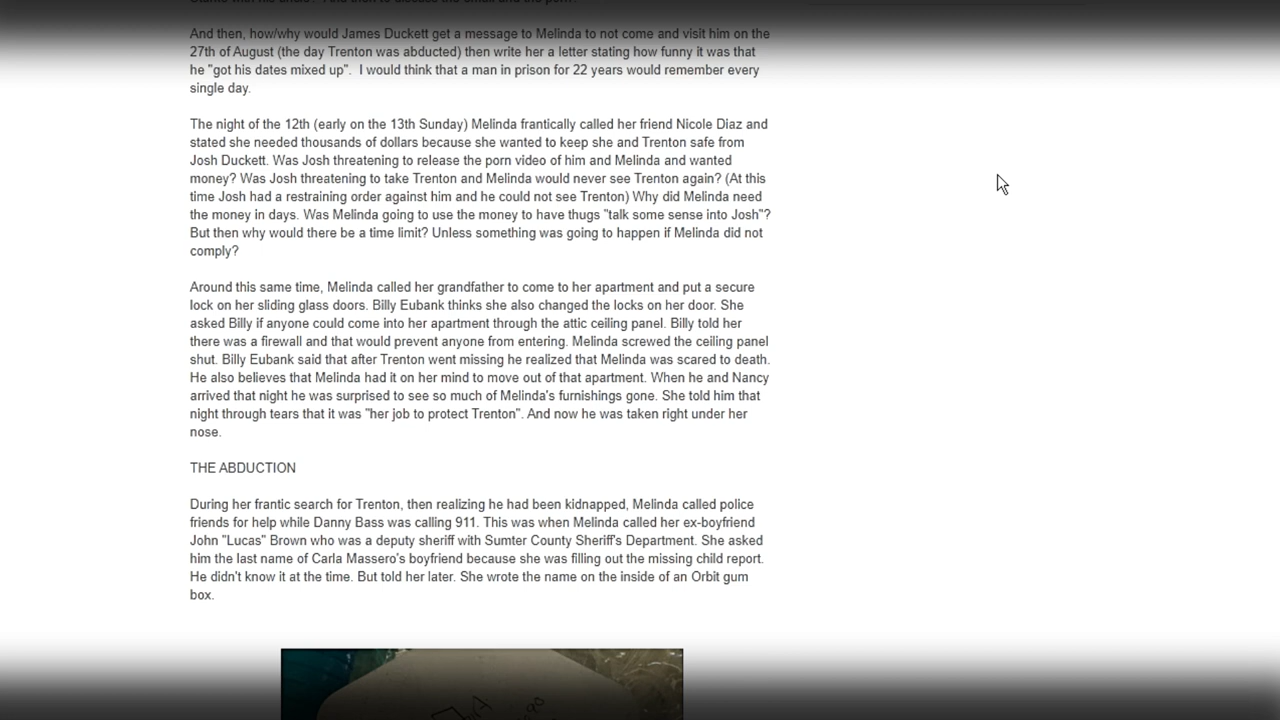 And then, how/why would James Duckett get a message to Melinda to not come and visit him on the
27th of August (the day Trenton was abducted) then write her a letter stating how funny it was that
he "got his dates mixed up".  I would think that a man in prison for 22 years would remember every
single day.
The night of the 12th (early on the 13th Sunday) Melinda frantically called her friend Nicole Diaz and
stated she needed thousands of dollars because she wanted to keep she and Trenton safe from
Josh Duckett. Was Josh threatening to release the porn video of him and Melinda and wanted
money? Was Josh threatening to take Trenton and Melinda would never see Trenton again? (At this
time Josh had a restraining order against him and he could not see Trenton) Why did Melinda need
the money in days. Was Melinda going to use the money to have thugs "talk some sense into Josh"?
But then why would there be a time limit? Unless something was going to happen if Melinda did not
comply?
Around this same time, Melinda called her grandfather to come to her apartment and put a secure
lock on her sliding glass doors. Billy Eubank thinks she also changed the locks on her door. She
asked Billy if anyone could come into her apartment through the attic ceiling panel. Billy told her
there was a firewall and that would prevent anyone from entering. Melinda screwed the ceiling panel
shut. Billy Eubank said that after Trenton went missing he realized that Melinda was scared to death.
He also believes that Melinda had it on her mind to move out of that apartment. When he and Nancy
arrived that night he was surprised to see so much of Melinda's furnishings gone. She told him that
night through tears that it was "her job to protect Trenton". And now he was taken right under her
nose.
THE ABDUCTION
During her frantic search for Trenton, then realizing he had been kidnapped, Melinda called police
friends for help while Danny Bass was calling 911. This was when Melinda called her ex-boyfriend
John "Lucas" Brown who was a deputy sheriff with Sumter County Sheriff's Department. She asked
him the last name of Carla Massero's boyfriend because she was filling out the missing child report.
He didn't know it at the time. But told her later. She wrote the name on the inside of an Orbit gum
box.